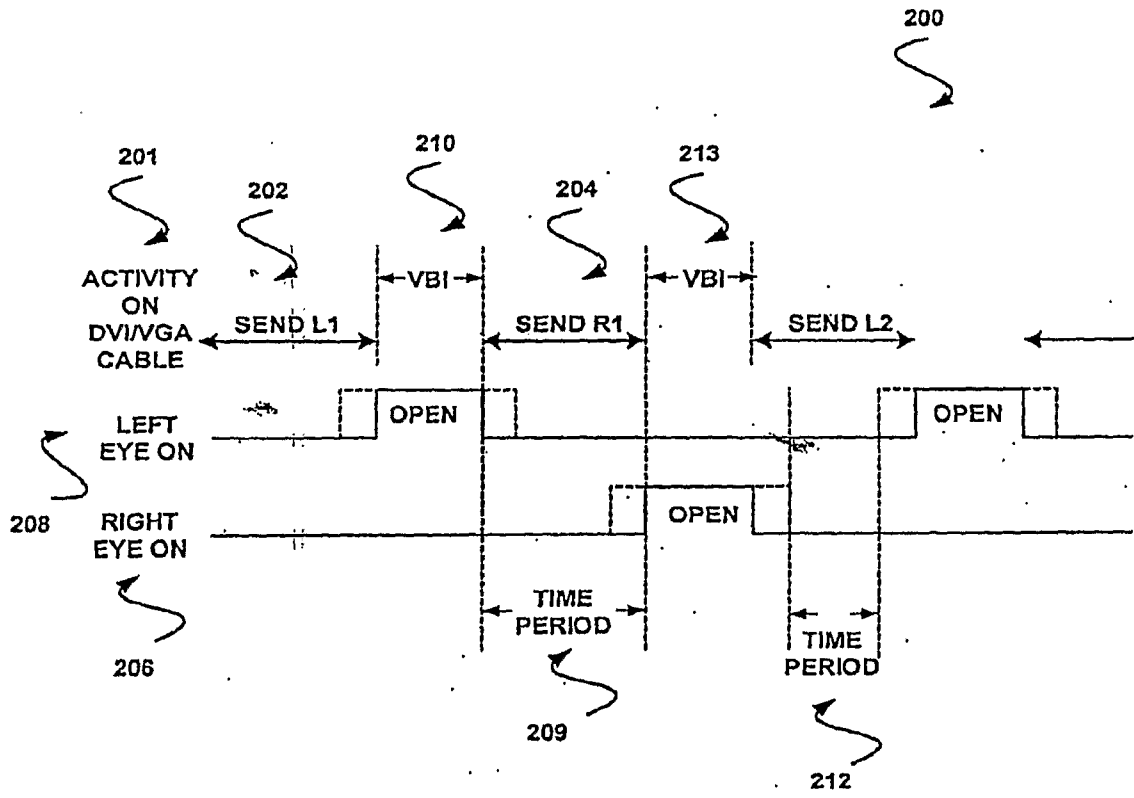 200
201
210
213
202
204
ACTIVITY
ON
DVI/VGA
CABLE
VBI
VBI
SEND L1
SEND R1
SEND L2
LEFT
EYE ON
OPEN
OPEN
208
RIGHT
EYE ON
OPEN
TIME
PERIOD
TIME
PERIOD
206
209
212